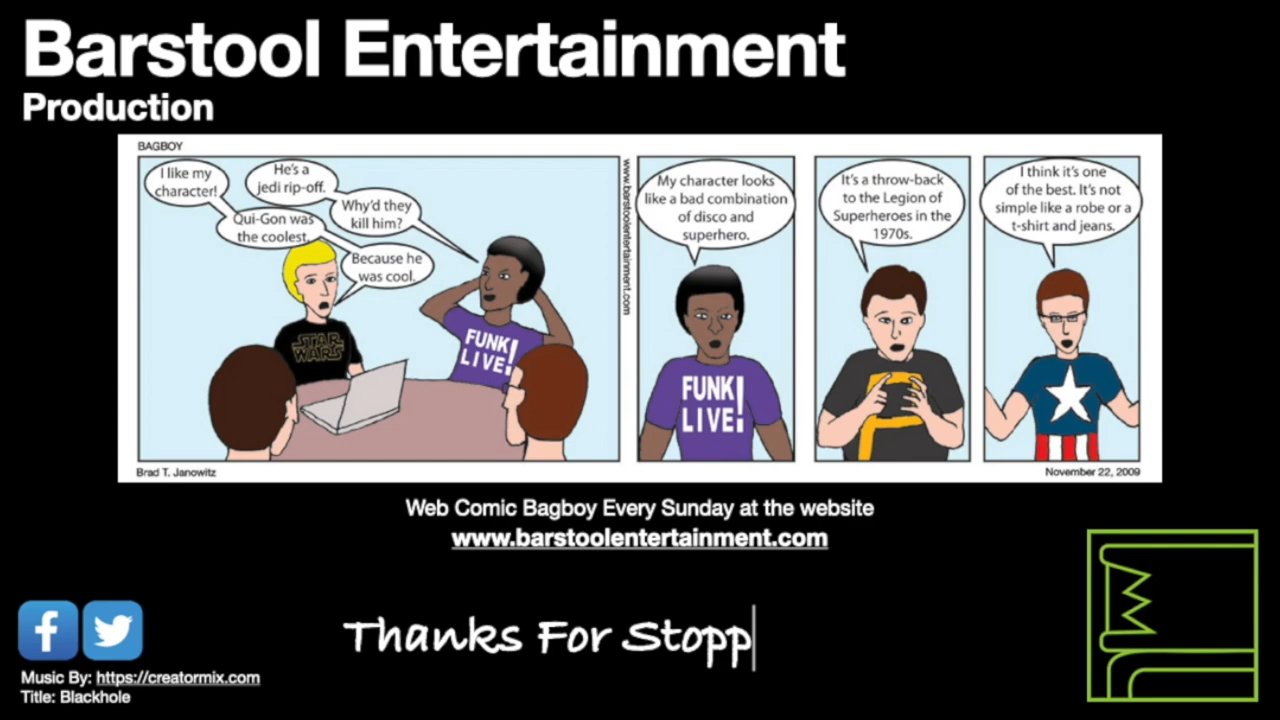 Barstool Entertainment
Production
BAGBOY
I like my
character!
He's a
jedi rip-off.
Qui-Gon was
the coolest.
Why'd they
kill him?
Because he
was cool.
STAR
WARS
FUNK
LIVE!
www.barstoolentertainment.com
My character looks
like a bad combination
of disco and
superhero.
FUNK
LIVE!
It's a throw-back
to the Legion of
Superheroes in the
1970s.
I think it's one
of the best. It's not
simple like a robe or a
t-shirt and jeans.
Brad T. Janowitz
November 22, 2009
Web Comic Bagboy Every Sunday at the website
www.barstoolentertainment.com
Thanks For Stopp
Music By: https://creatormix.com
Title: Blackhole